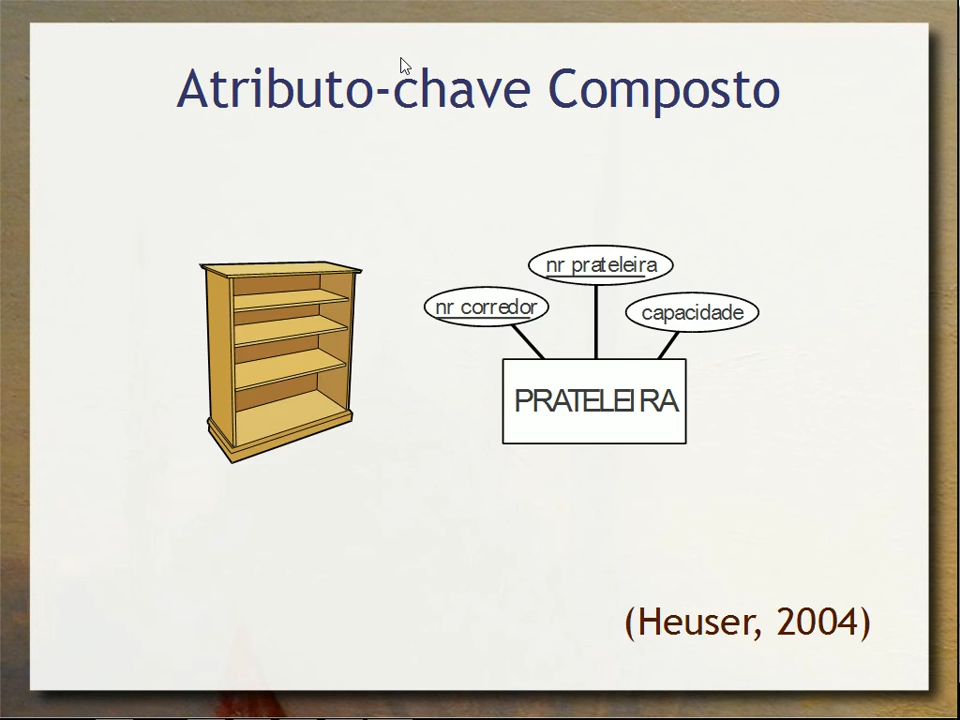 Atributo-chave Composto
nr prateleira
nr corredor
capacidade
PRATELEIRA
(Heuser, 2004)